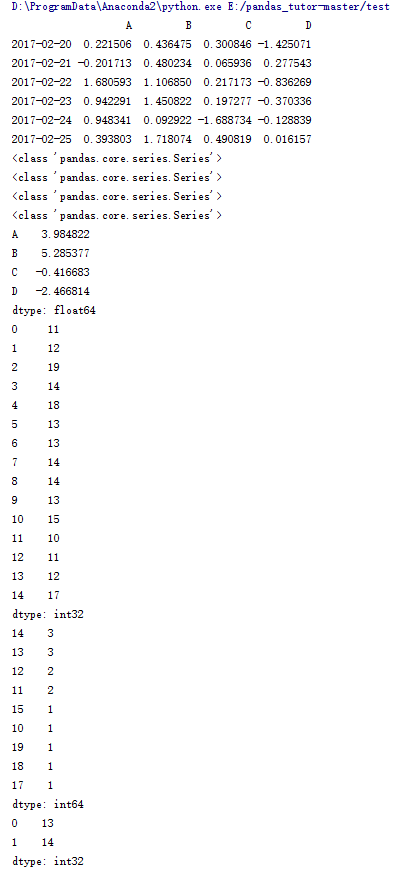 D:\ProgramData\Anaconda2\python.exe E:/pandas_tutor-master/test
A B C D
2017-02-20 0.221506 0.436475 0.300846 -1.425071
2017-02-21 -0.201713 0.480234 0.065936 0.277543
2017-02-22 1.680593 1.106850 0.217173 -0.836269
2017-02-23 0.942291 1.450822 0.197277 -0.370336
2017-02-24 0.948341 0.092922 -1.688734 -0.128839
2017-02-25 0.393803 1.718074 0.490819 0.016157
<class 'pandas.core.series.Series'>
<class 'pandas.core.series.Series'>
<class 'pandas.core.series.Series'>
<class 'pandas.core.series.Series'>
A 3.984822
B 5.285377
C -0.416683
D -2.466814
dtype: float64
0 11
1 12
2 19
3 14
4 18
5 13
6 13
7 14
8 14
9 13
10 15
11 10
12 11
13 12
14 17
dtype: int32
14 3
13 3
12 2
11 2
15 1
10 1
19 1
18 1
17 1
dtype: int64
0 13
1 14
dtype: int32